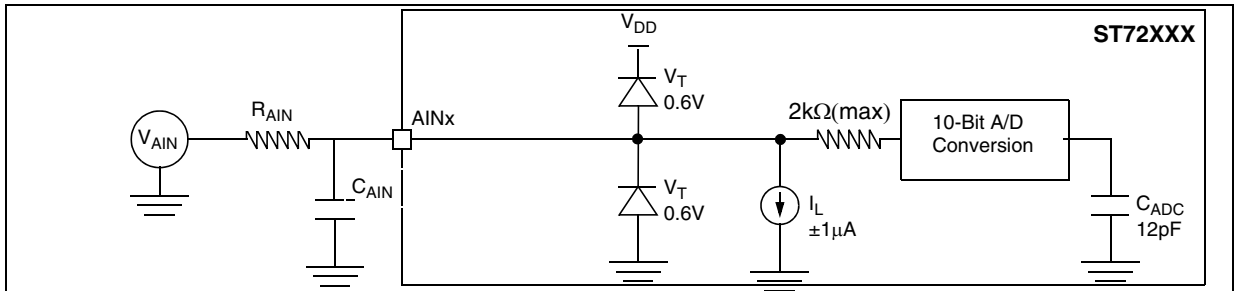 V_DD
ST72XXX
V_T
0.6V
R_AIN
AINx
2kΩ(max)
10-Bit A/D
Conversion
V_AIN
C_AIN
V_T
0.6V
I_L
±1μA
C_ADC
12pF